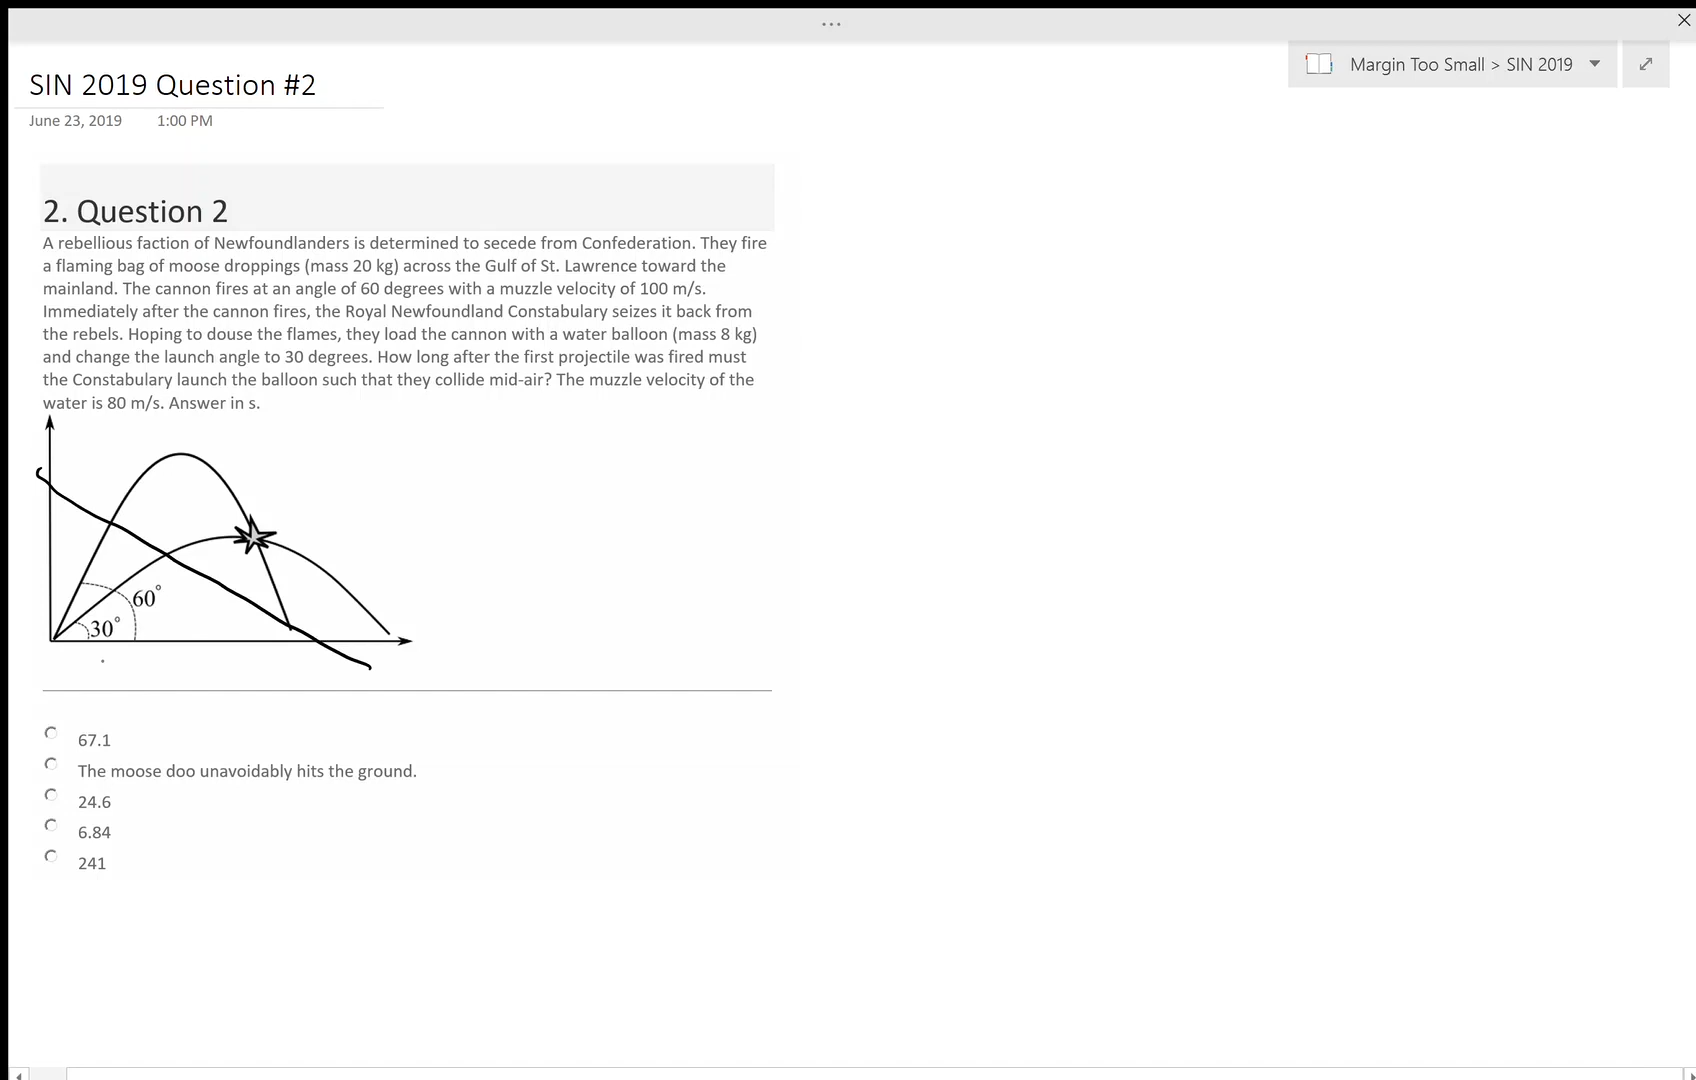 ...
Margin Too Small > SIN 2019
SIN 2019 Question #2
June 23, 2019 1:00 PM
2. Question 2
A rebellious faction of Newfoundlanders is determined to secede from Confederation. They fire
a flaming bag of moose droppings (mass 20 kg) across the Gulf of St. Lawrence toward the
mainland. The cannon fires at an angle of 60 degrees with a muzzle velocity of 100 m/s.
Immediately after the cannon fires, the Royal Newfoundland Constabulary seizes it back from
the rebels. Hoping to douse the flames, they load the cannon with a water balloon (mass 8 kg)
and change the launch angle to 30 degrees. How long after the first projectile was fired must
the Constabulary launch the balloon such that they collide mid-air? The muzzle velocity of the
water is 80 m/s. Answer in s.
60°
30°
67.1
The moose doo unavoidably hits the ground.
24.6
6.84
241